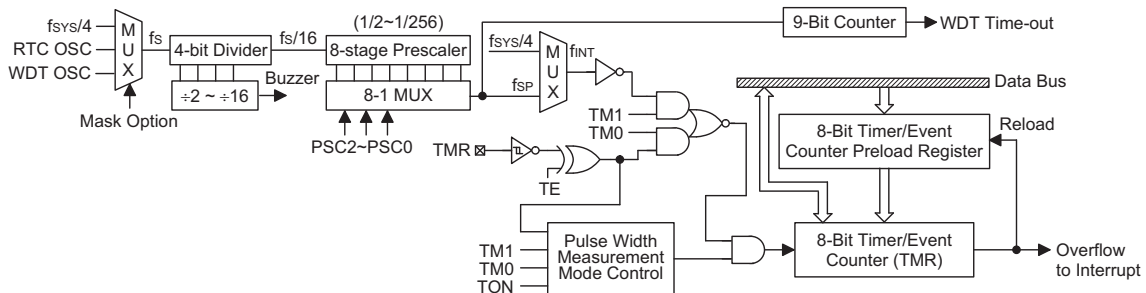 fSYS/4
RTC OSC
WDT OSC
MUX
Mask Option
fS
4-bit Divider
÷2 ~ ÷16
Buzzer
fS/16
(1/2~1/256)
8-stage Prescaler
8-1 MUX
PSC2~PSC0
fSYS/4
fSP
MUX
fINT
9-Bit Counter
WDT Time-out
TM1
TM0
TMR
TE
TM1
TM0
TON
Pulse Width
Measurement
Mode Control
Data Bus
8-Bit Timer/Event
Counter Preload Register
Reload
8-Bit Timer/Event
Counter (TMR)
Overflow
to Interrupt